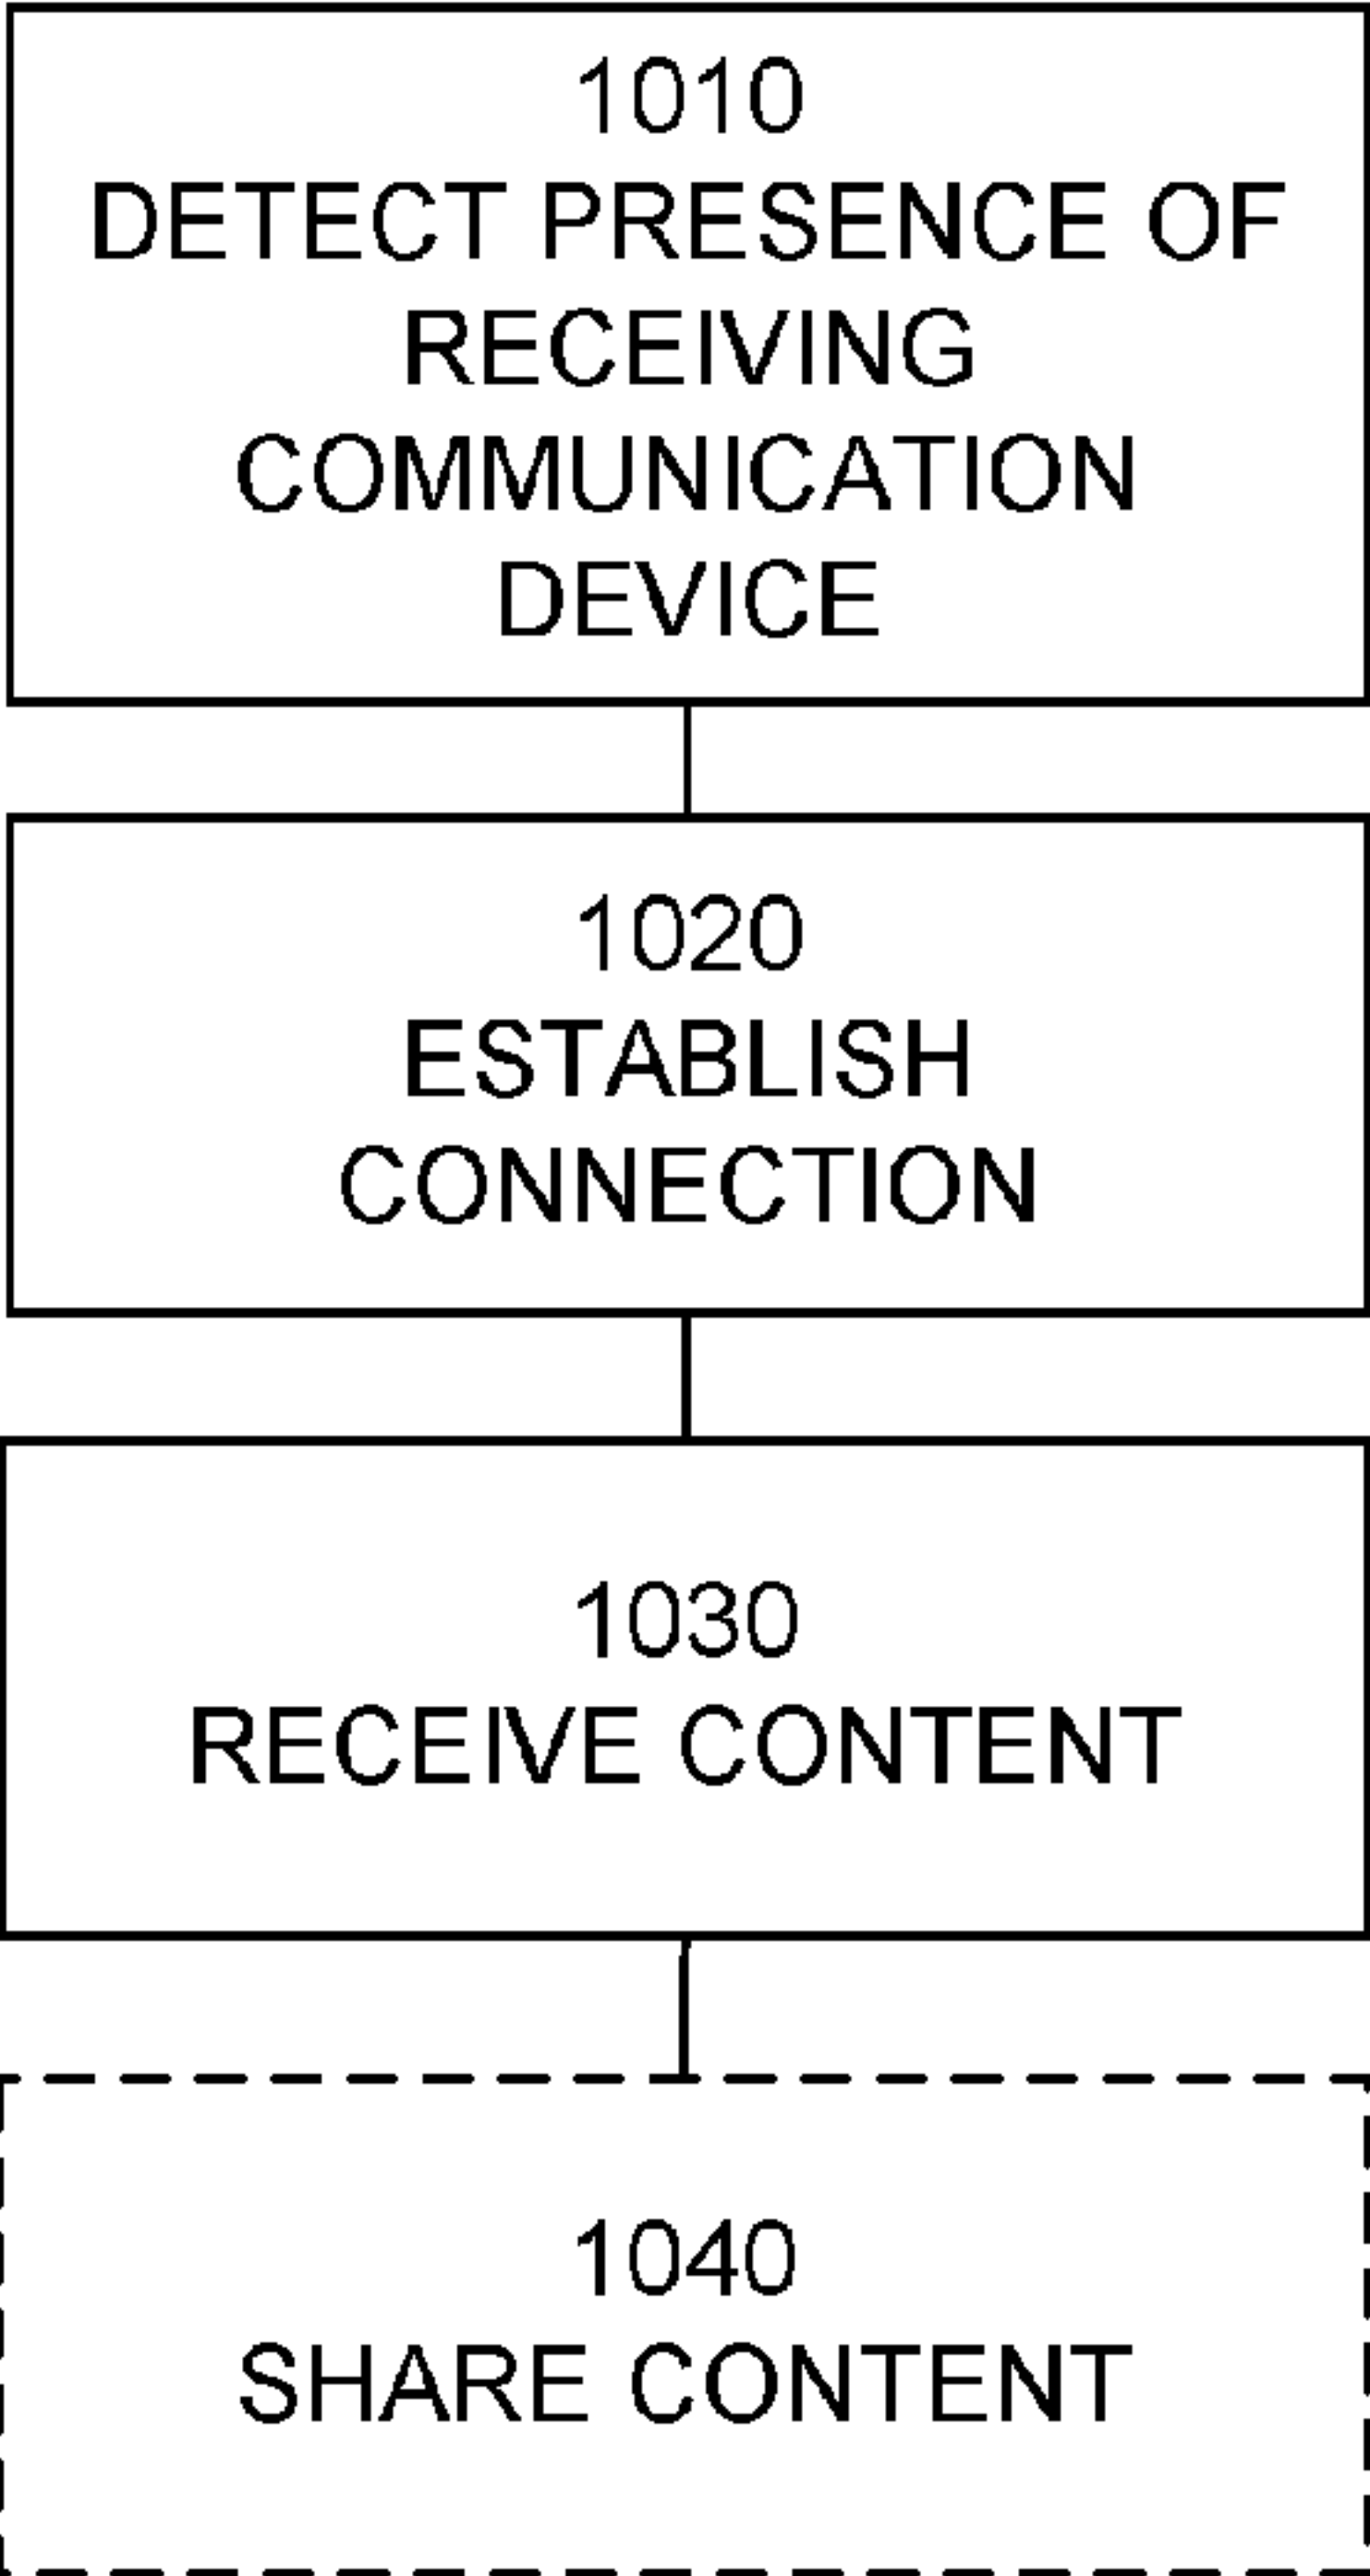 1010
DETECT PRESENCE OF
RECEIVING
COMMUNICATION
DEVICE
1020
ESTABLISH
CONNECTION
1030
RECEIVE CONTENT
1040
SHARE CONTENT